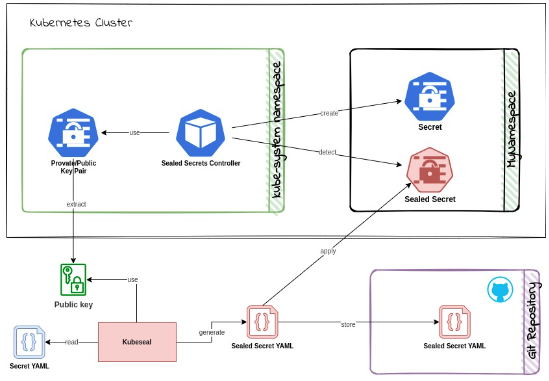 Kubernetes Cluster
kube-system namespace
MyNamespace
Private/Public
Key Pair
use
Sealed Secrets Controller
create
detect
Secret
Sealed Secret
extract
apply
Public key
use
Secret YAML
read
Kubeseal
generate
Sealed Secret YAML
store
Sealed Secret YAML
Git Repository